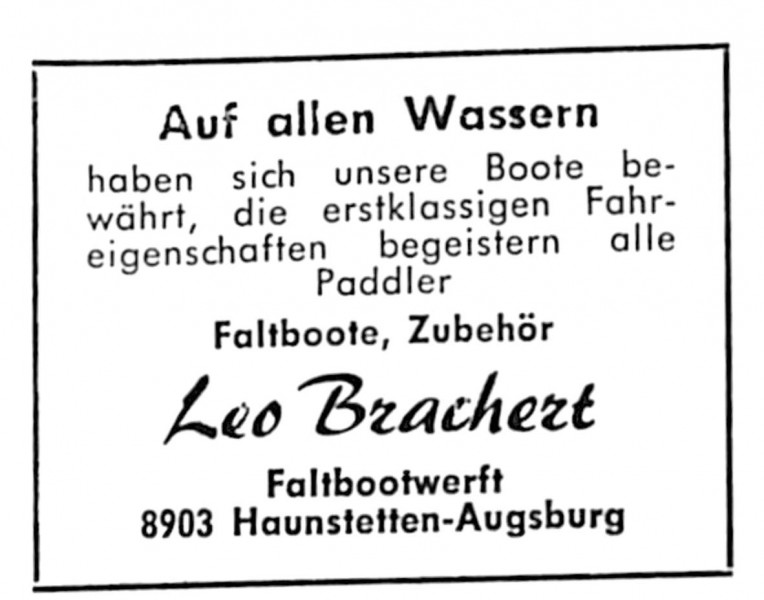 Auf allen Wassern
haben sich unsere Boote be-
währt, die erstklassigen Fahr-
eigenschaften begeistern alle
Paddler
Faltboote, Zubehör
Leo Brachert
Faltbootwerft
8903 Haunstetten-Augsburg